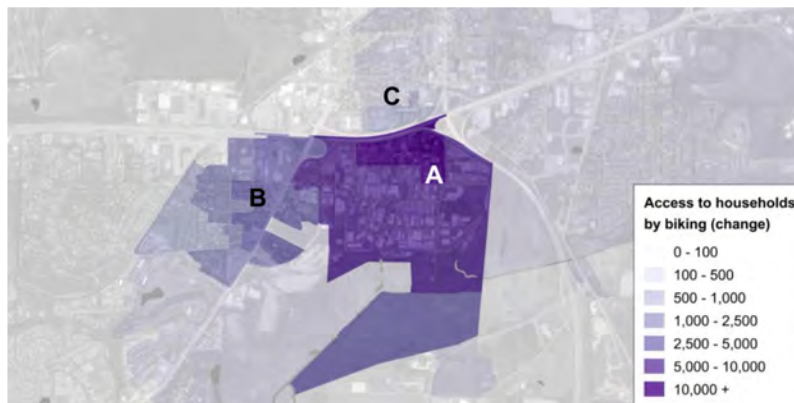 C
A
B
Access to households
by biking (change)
0 - 100
100 - 500
500 - 1,000
1,000 - 2,500
2,500 - 5,000
5,000 - 10,000
10,000 +